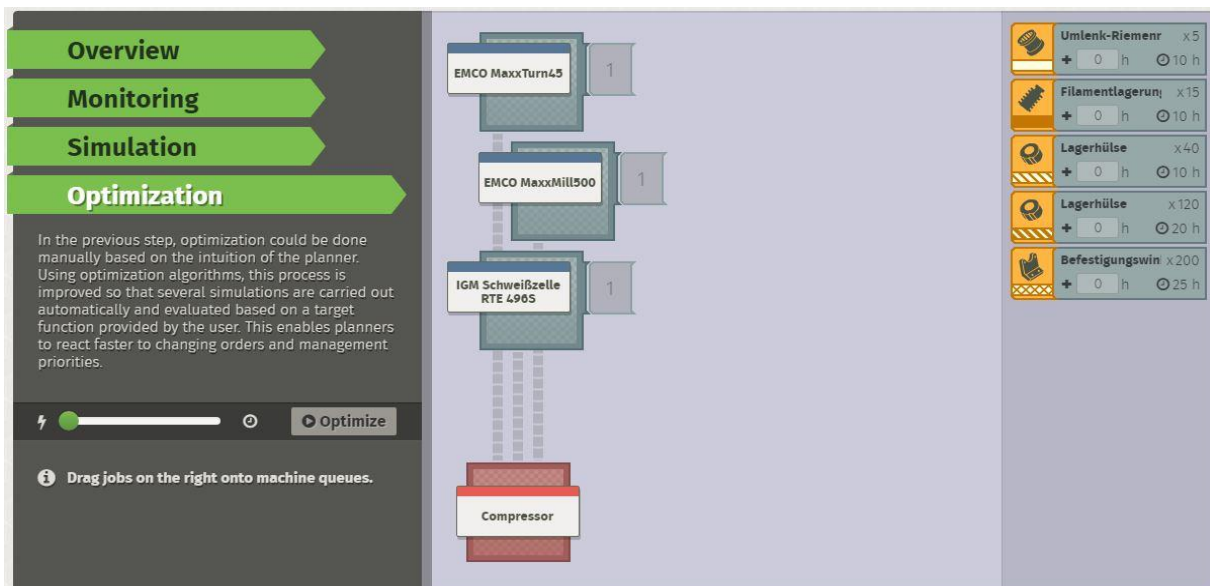 Overview
Monitoring
Simulation
Optimization
In the previous step, optimization could be done
manually based on the intuition of the planner.
Using optimization algorithms, this process is
improved so that several simulations are carried out
automatically and evaluated based on a target
function provided by the user. This enables planners
to react faster to changing orders and management
priorities.
Optimize
Drag jobs on the right onto machine queues.
EMCO MaxxTurn45
1
EMCO MaxxMill500
1
IGM Schweißzelle
RTE 496S
1
Compressor
Umlenk-Riemenr x5
+ 0 h 10 h
Filamentlagerung x15
+ 0 h 10 h
Lagerhülse x40
+ 0 h 10 h
Lagerhülse x120
+ 0 h 20 h
Befestigungswinl x200
+ 0 h 25 h